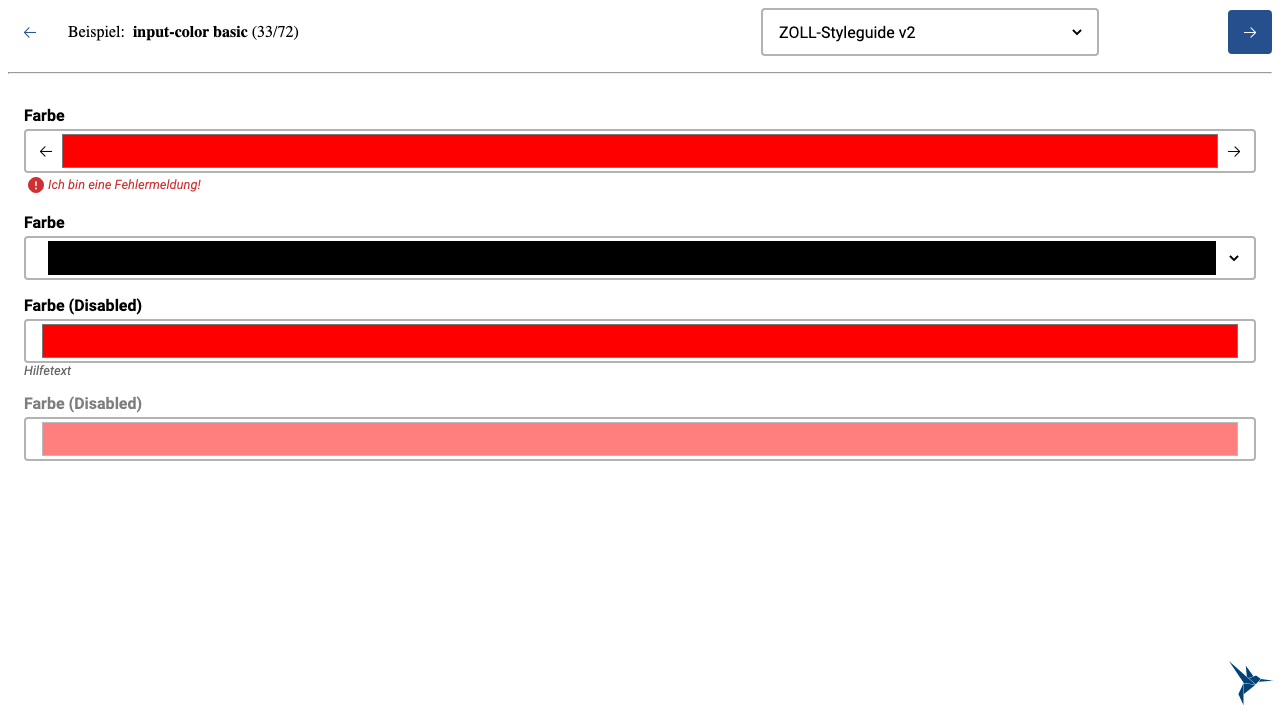 Beispiel: input-color basic (33/72)
ZOLL-Styleguide v2
Farbe
Ich bin eine Fehlermeldung!
Farbe
Farbe (Disabled)
Hilfetext
Farbe (Disabled)